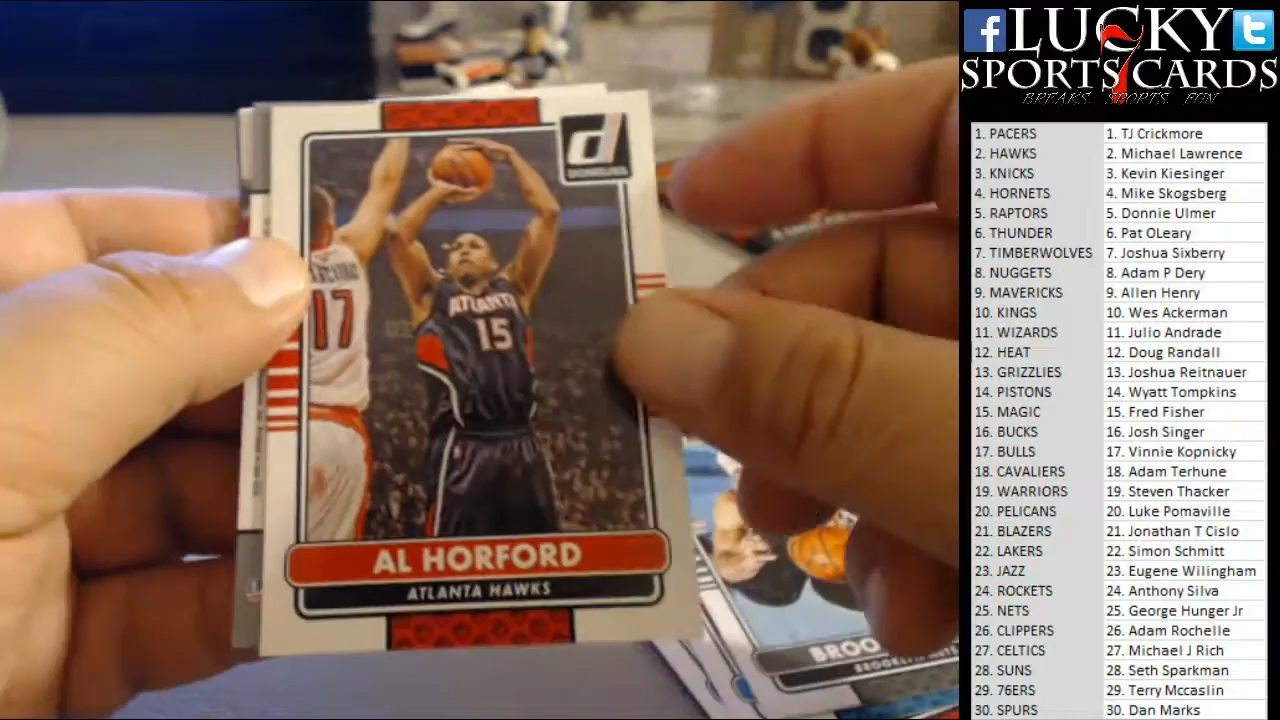 LUCKY
7
SPORTS CARDS
BREAKS SPORTS FUN
DONRUSS
17
ATLANTA
15
AL HORFORD
ATLANTA HAWKS
BROO
BROOKLYN NETS
1. PACERS 1. TJ Crickmore
2. HAWKS 2. Michael Lawrence
3. KNICKS 3. Kevin Kiesinger
4. HORNETS 4. Mike Skogsberg
5. RAPTORS 5. Donnie Ulmer
6. THUNDER 6. Pat OLeary
7. TIMBERWOLVES 7. Joshua Sixberry
8. NUGGETS 8. Adam P Dery
9. MAVERICKS 9. Allen Henry
10. KINGS 10. Wes Ackerman
11. WIZARDS 11. Julio Andrade
12. HEAT 12. Doug Randall
13. GRIZZLIES 13. Joshua Reitnauer
14. PISTONS 14. Wyatt Tompkins
15. MAGIC 15. Fred Fisher
16. BUCKS 16. Josh Singer
17. BULLS 17. Vinnie Kopnicky
18. CAVALIERS 18. Adam Terhune
19. WARRIORS 19. Steven Thacker
20. PELICANS 20. Luke Pomaville
21. BLAZERS 21. Jonathan T Cislo
22. LAKERS 22. Simon Schmitt
23. JAZZ 23. Eugene Wilingham
24. ROCKETS 24. Anthony Silva
25. NETS 25. George Hunger Jr
26. CLIPPERS 26. Adam Rochelle
27. CELTICS 27. Michael J Rich
28. SUNS 28. Seth Sparkman
29. 76ERS 29. Terry Mccaslin
30. SPURS 30. Dan Marks